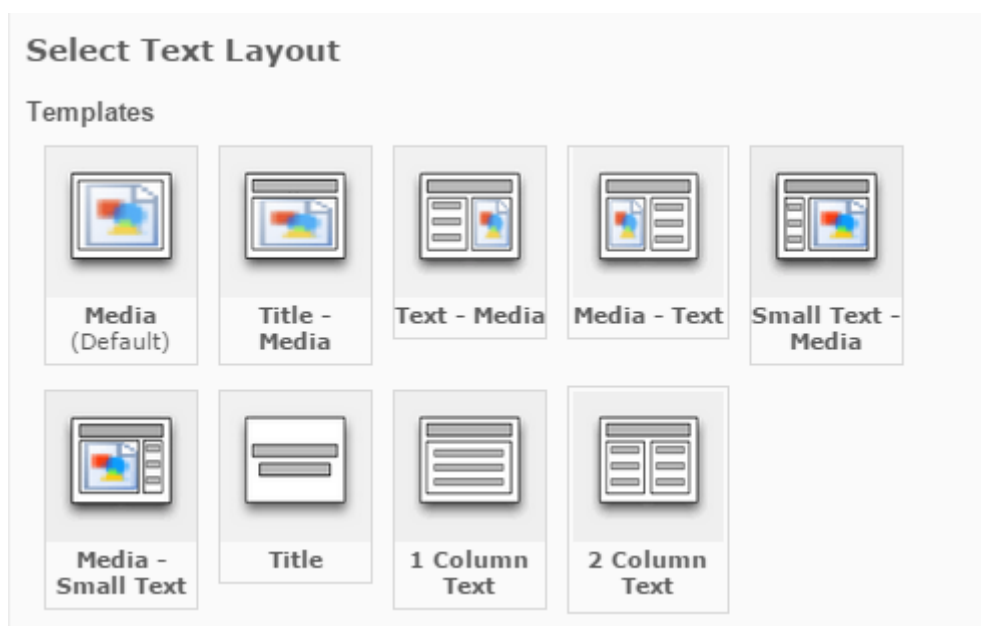 Select Text Layout
Templates
Media
(Default)
Title -
Media
Text - Media
Media - Text
Small Text -
Media
Media -
Small Text
Title
1 Column
Text
2 Column
Text